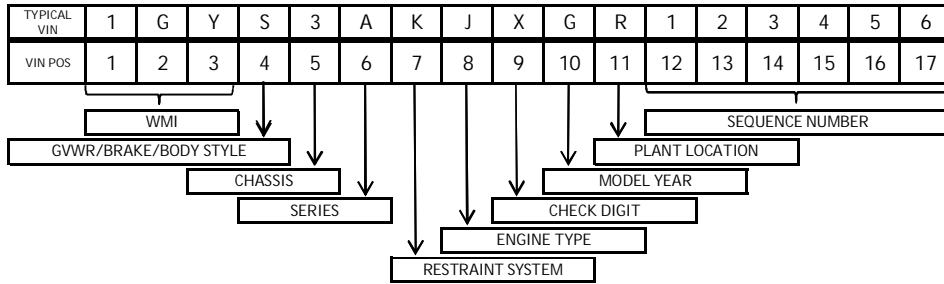 TYPICAL VIN 1 G Y S 3 A K J X G R 1 2 3 4 5 6
VIN POS 1 2 3 4 5 6 7 8 9 10 11 12 13 14 15 16 17
WMI SEQUENCE NUMBER
GVWR/BRAKE/BODY STYLE PLANT LOCATION
CHASSIS MODEL YEAR
SERIES CHECK DIGIT
ENGINE TYPE
RESTRAINT SYSTEM